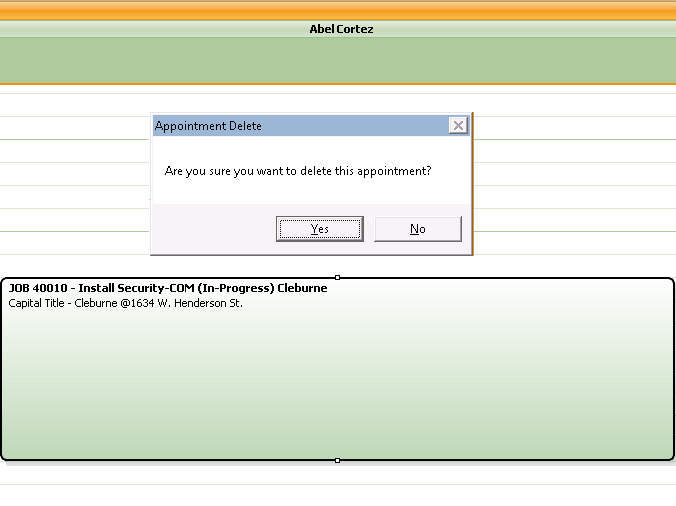 Abel Cortez
Appointment Delete
Are you sure you want to delete this appointment?
Yes No
JOB 40010 - Install Security-COM (In-Progress) Cleburne
Capital Title - Cleburne @1634 W. Henderson St.